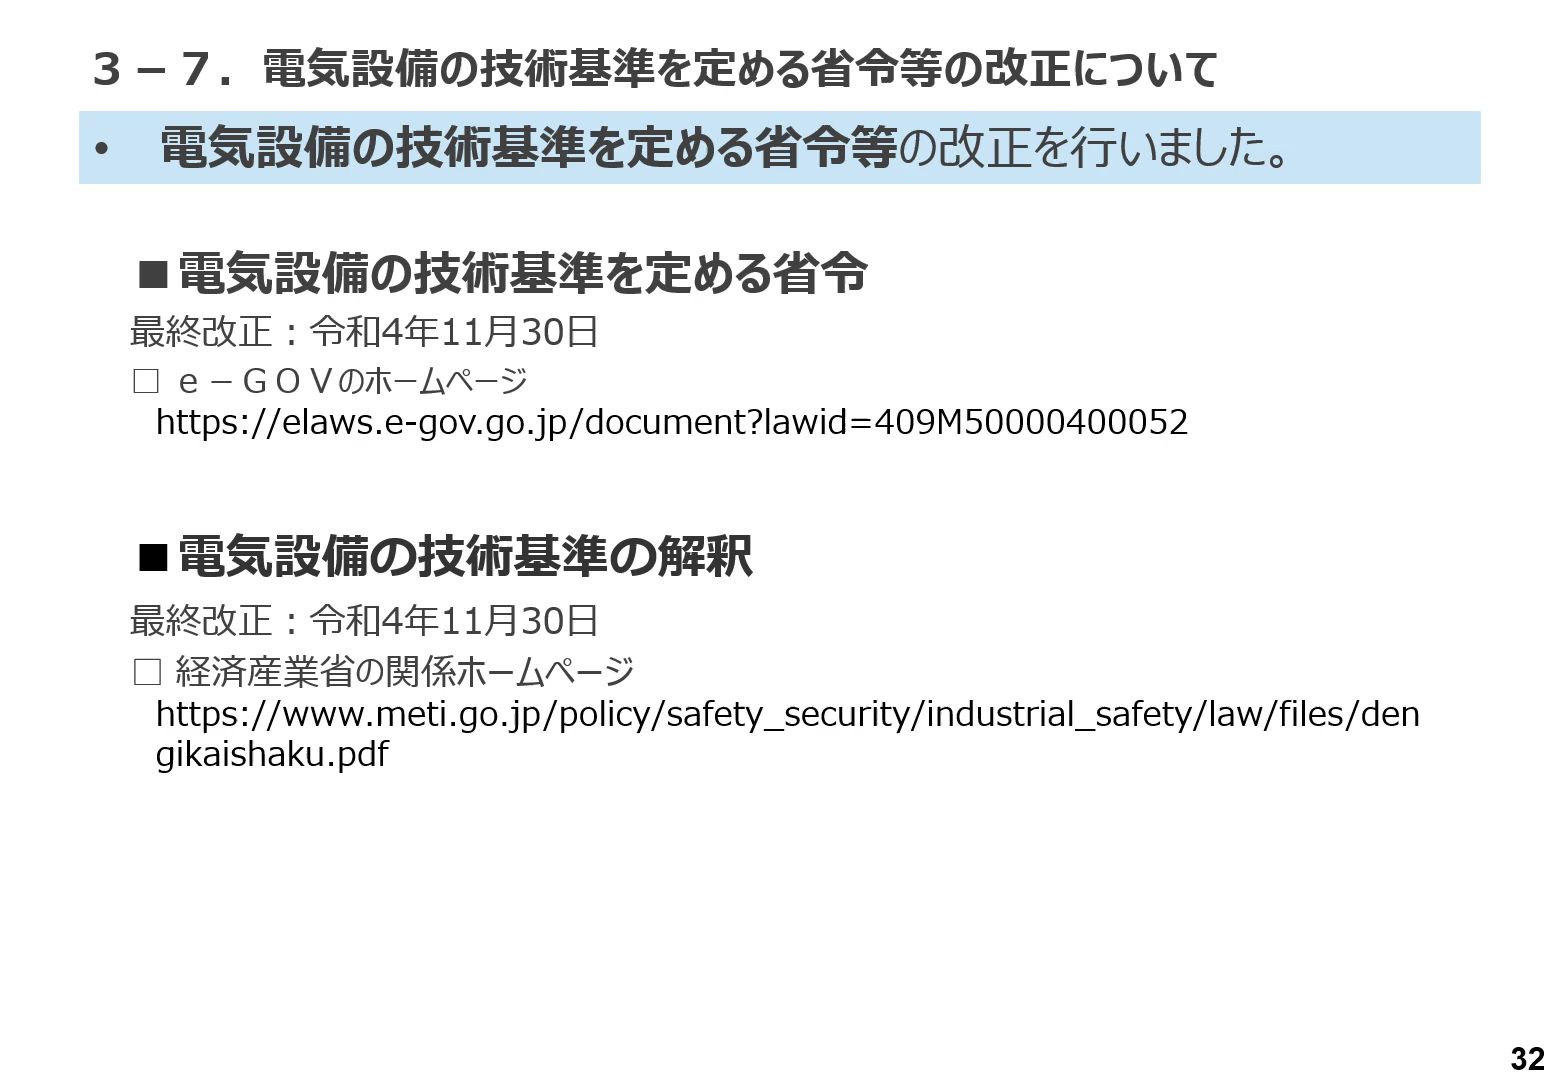 ３－７．電気設備の技術基準を定める省令等の改正について
• 電気設備の技術基準を定める省令等の改正を行いました。
■電気設備の技術基準を定める省令
最終改正：令和4年11月30日
□ ｅ－ＧＯＶのホームページ
https://elaws.e-gov.go.jp/document?lawid=409M50000400052
■電気設備の技術基準の解釈
最終改正：令和4年11月30日
□ 経済産業省の関係ホームページ
https://www.meti.go.jp/policy/safety_security/industrial_safety/law/files/den
gikaishaku.pdf
32